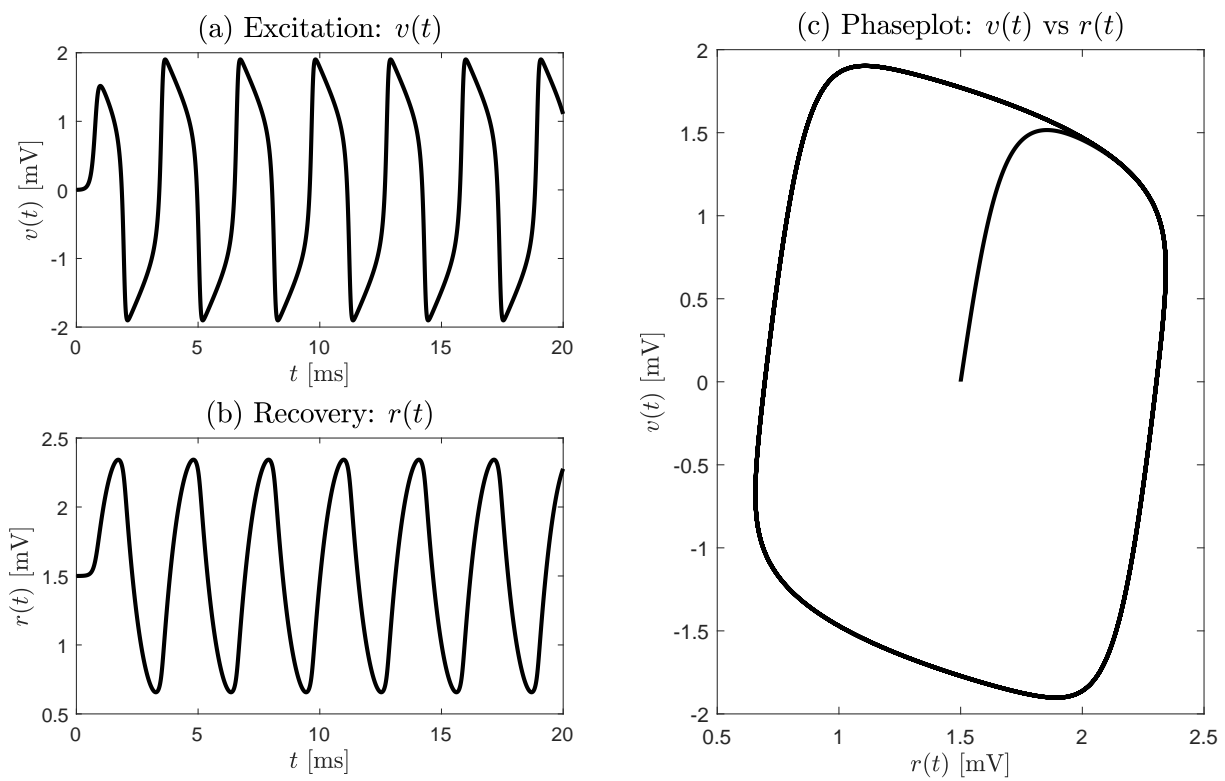 (a) Excitation: v(t)
2
1
0
-1
-2
v(t) [mV]
0 5 10 15 20
t [ms]
(b) Recovery: r(t)
2.5
2
1.5
1
0.5
r(t) [mV]
0 5 10 15 20
t [ms]
(c) Phaseplot: v(t) vs r(t)
2
1.5
1
0.5
0
-0.5
-1
-1.5
-2
v(t) [mV]
0.5 1 1.5 2 2.5
r(t) [mV]